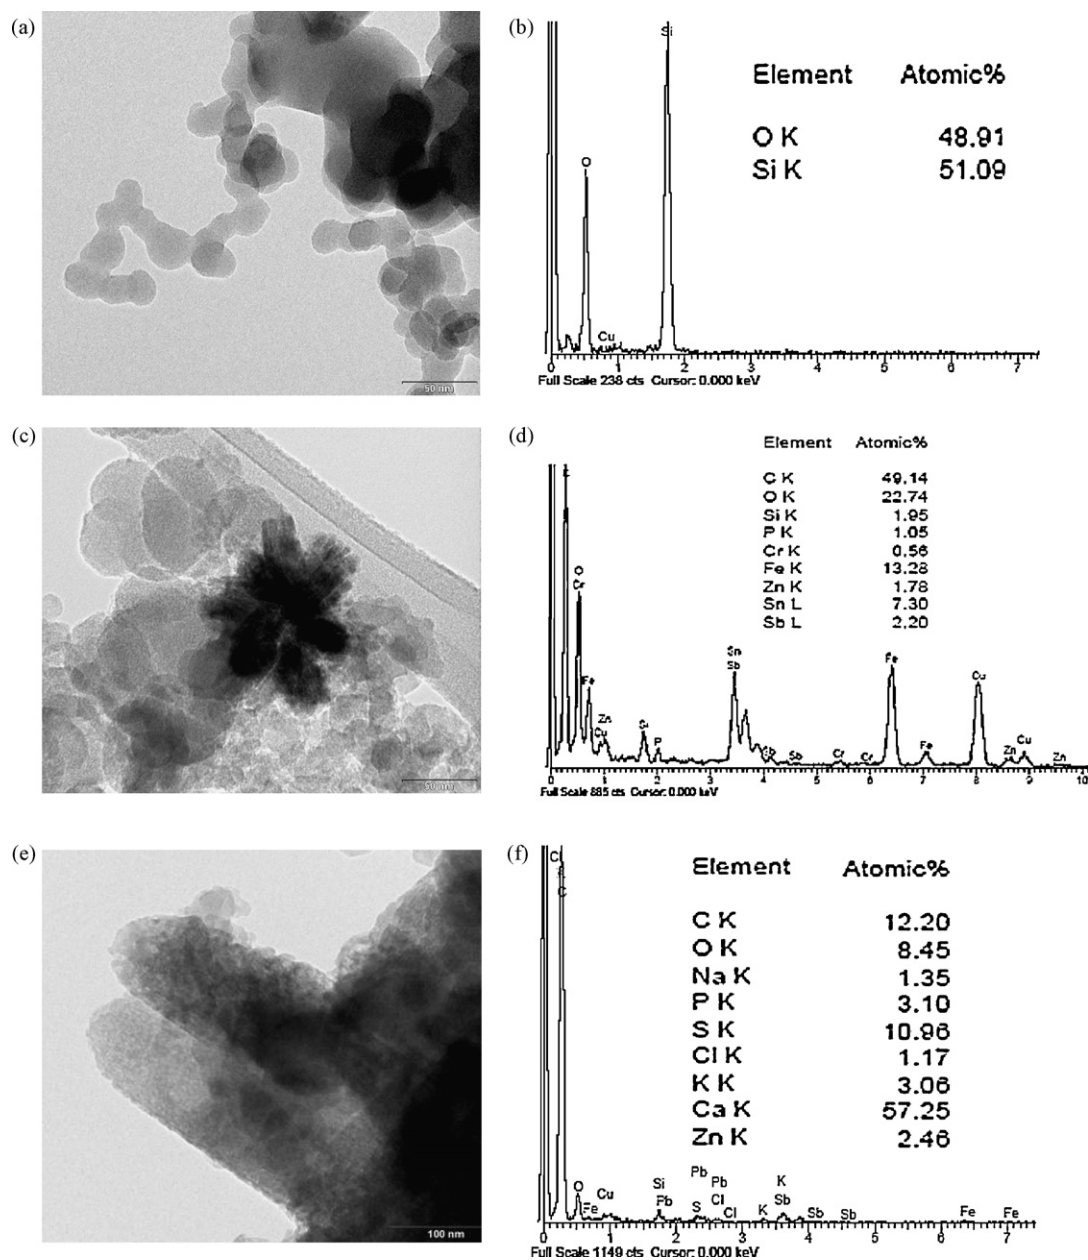 (a)
50 nm
(b)
Si
O
Cu
Element Atomic%
O K 48.91
Si K 51.09
0 1 2 3 4 5 6 7
Full Scale 238 cts Cursor: 0.000 keV
(c)
50 nm
(d)
Element Atomic%
C K 49.14
O K 22.74
Si K 1.95
P K 1.05
Cr K 0.56
Fe K 13.28
Zn K 1.78
Sn L 7.30
Sb L 2.20
O
Cr
Fe
Zn
Cu
Si
P
Sn
Sb
Sb
Sb
Cr
Cr
Fe
Fe
Cu
Zn
Cu
Zn
0 1 2 3 4 5 6 7 8 9 10
Full Scale 885 cts Cursor: 0.000 keV
(e)
100 nm
(f)
Element Atomic%
C K 12.20
O K 8.45
Na K 1.35
P K 3.10
S K 10.96
Cl K 1.17
K K 3.06
Ca K 57.25
Zn K 2.46
C
O
Fe
Cu
Si
Pb
Pb
S
Pb
Cl
Cl
K
K
Sb
Sb
Sb
Fe
Fe
0 1 2 3 4 5 6 7
Full Scale 1149 cts Cursor: 0.000 keV